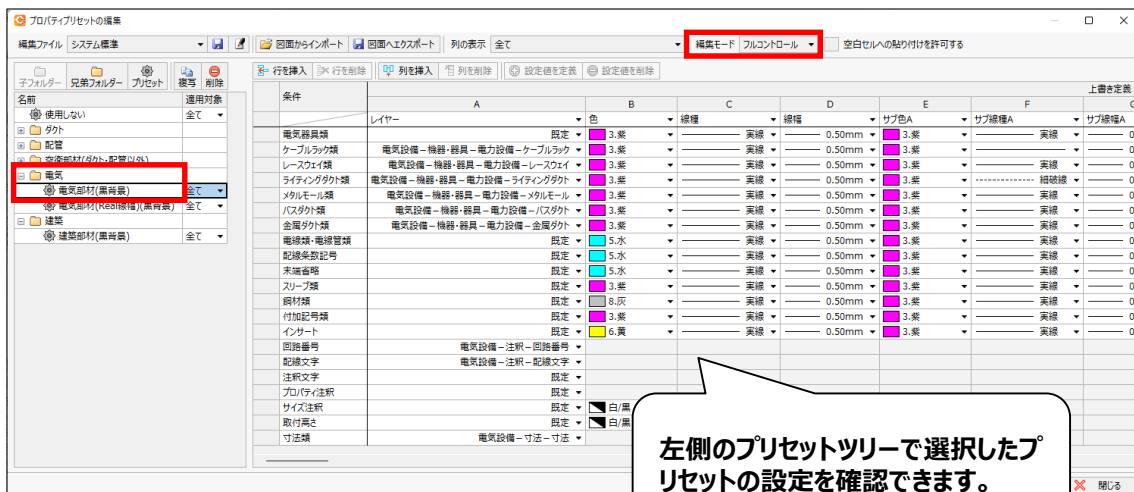 プロパティプリセットの編集
編集ファイル システム標準 図面からインポート 図面へエクスポート 列の表示 全て 編集モード フルコントロール 空白セルへの貼り付けを許可する
子フォルダー 兄弟フォルダー プリセット 複写 削除 行を挿入 行を削除 列を挿入 列を削除 設定値を定義 設定値を削除
名前 適用対象
使用しない 全て
ダクト
配管
空衛部材(ダクト・配管以外)
電気
電気部材(黒背景) 全て
電気部材(Real線幅)(黒背景) 全て
建築
建築部材(黒背景) 全て
条件 上書き定義
A B C D E F
レイヤー 色 線種 線幅 サブ色A サブ線種A サブ線幅A
電気器具類 既定 3.紫 実線 0.50mm 3.紫 実線
ケーブルラック類 電気設備－機器・器具－電力設備－ケーブルラック 3.紫 実線 0.50mm 3.紫
レースウェイ類 電気設備－機器・器具－電力設備－レースウェイ 3.紫 実線 0.50mm 3.紫 実線
ライティングダクト類 電気設備－機器・器具－電力設備－ライティングダクト 3.紫 実線 0.50mm 3.紫 細破線
メタルモール類 電気設備－機器・器具－電力設備－メタルモール 3.紫 実線 0.50mm 3.紫 実線
バスダクト類 電気設備－機器・器具－電力設備－バスダクト 3.紫 実線 0.50mm 3.紫 実線
金属ダクト類 電気設備－機器・器具－電力設備－金属ダクト 3.紫 実線 0.50mm 3.紫 実線
電線類・電線管類 既定 5.水 実線 0.50mm 3.紫 実線
配線条数記号 既定 5.水 実線 0.50mm 3.紫 実線
末端省略 既定 5.水 実線 0.50mm 3.紫 実線
スリーブ類 既定 3.紫 実線 0.50mm 3.紫 実線
鋼材類 既定 8.灰 実線 0.50mm 3.紫 実線
付加記号類 既定 3.紫 実線 0.50mm 3.紫 実線
インサート 既定 6.黄 実線 0.50mm 3.紫 実線
回路番号 電気設備－注釈－回路番号
配線文字 電気設備－注釈－配線文字
注釈文字 既定
プロパティ注釈 既定
サイズ注釈 既定 白/黒
取付高さ 既定 白/黒
寸法類 電気設備－寸法－寸法
左側のプリセットツリーで選択したプ
リセットの設定を確認できます。
閉じる